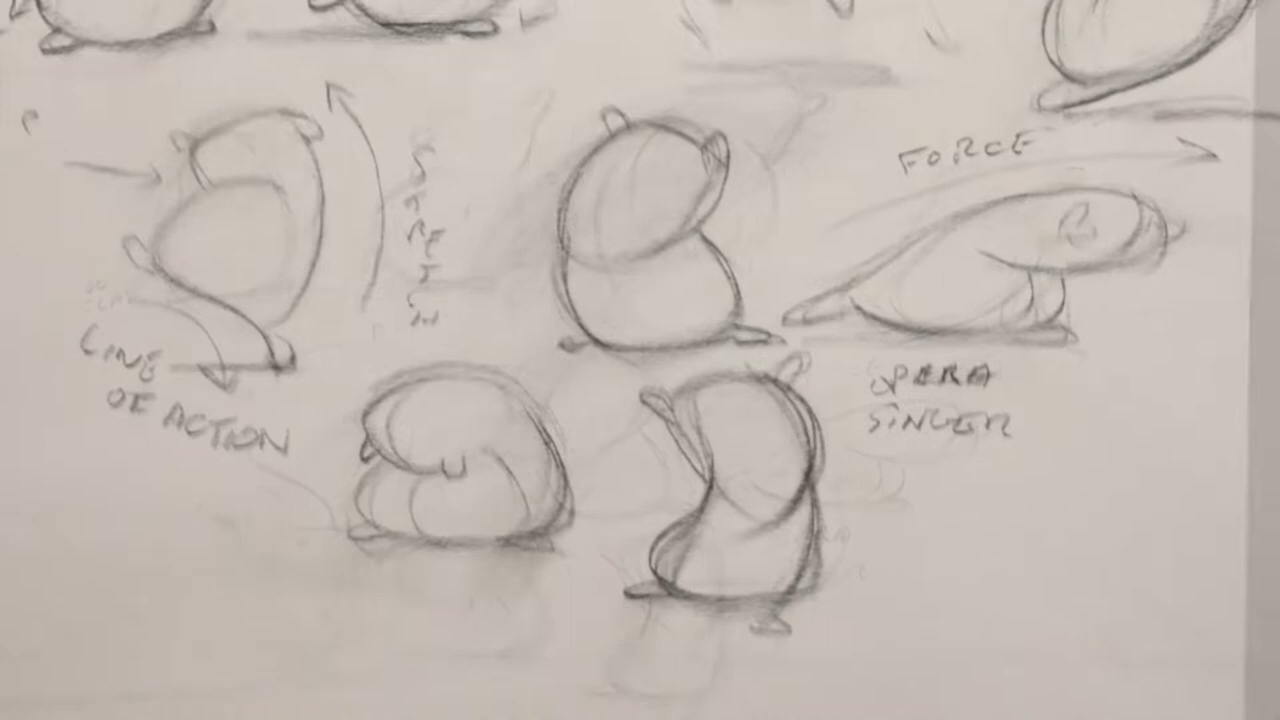 FORCE
STRETCH
LINE
OF ACTION
OPERA
SINGER